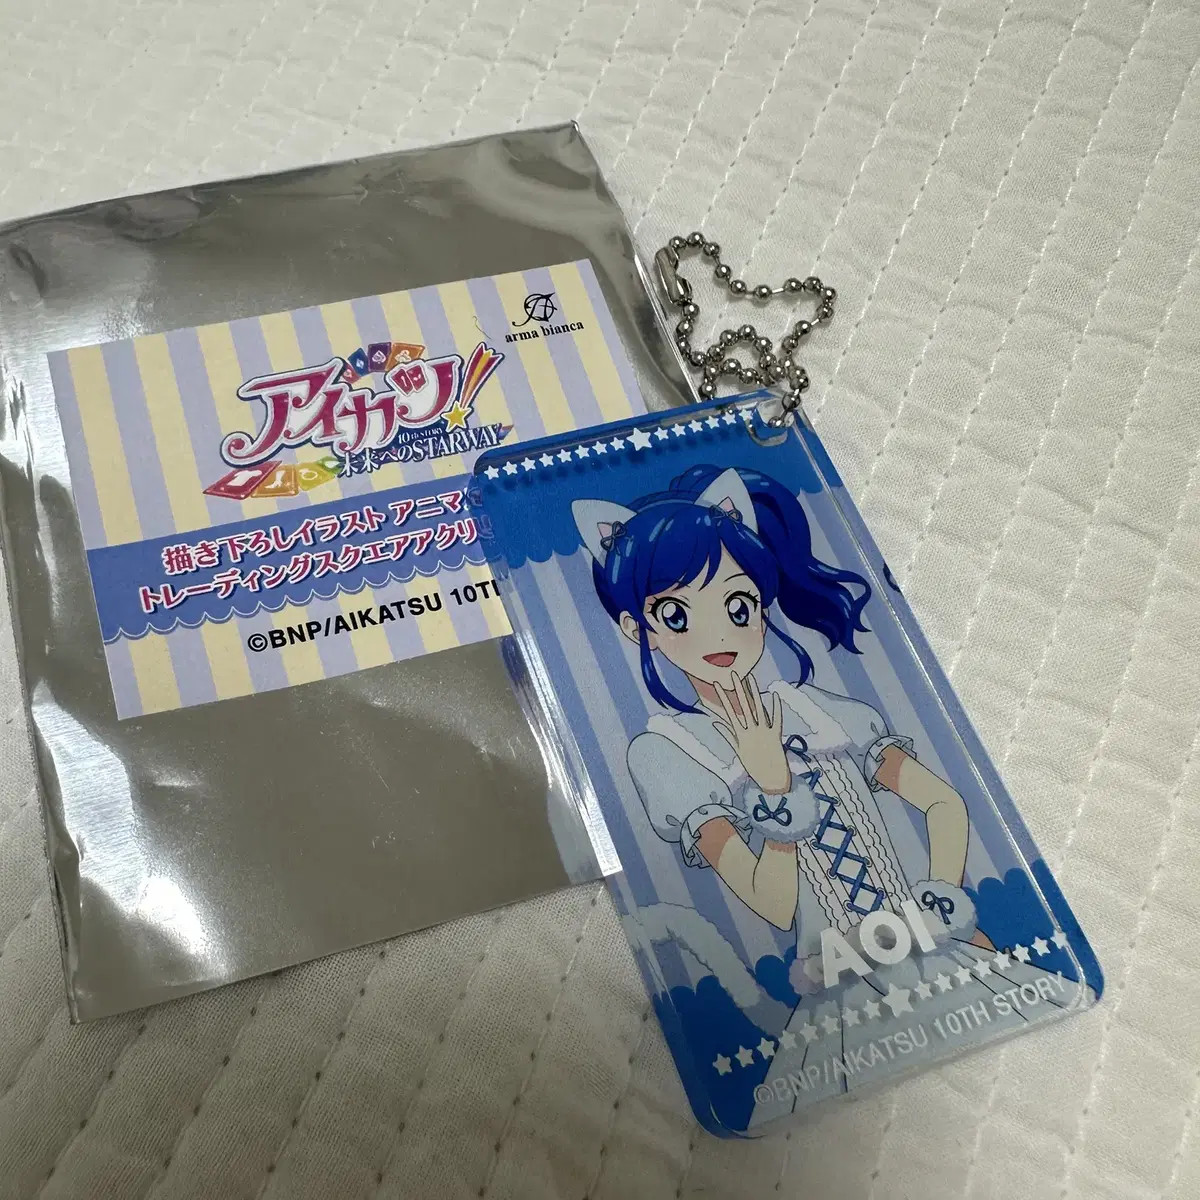 arma bianca
アイカツ!
10th STORY
未来へのSTARWAY
描き下ろしイラスト アニマ
トレーディングスクエアアクリ
©BNP/AIKATSU 10TH
AOI
©BNP/AIKATSU 10TH STORY